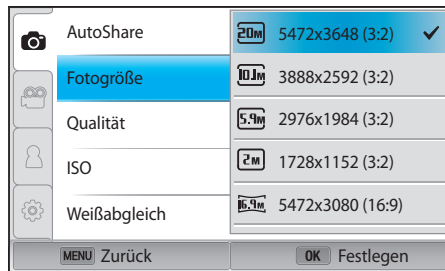 AutoShare
Fotogröße
Qualität
ISO
Weißabgleich
20M 5472x3648 (3:2)
10.1M 3888x2592 (3:2)
5.9M 2976x1984 (3:2)
2M 1728x1152 (3:2)
16.9M 5472x3080 (16:9)
MENU Zurück
OK Festlegen